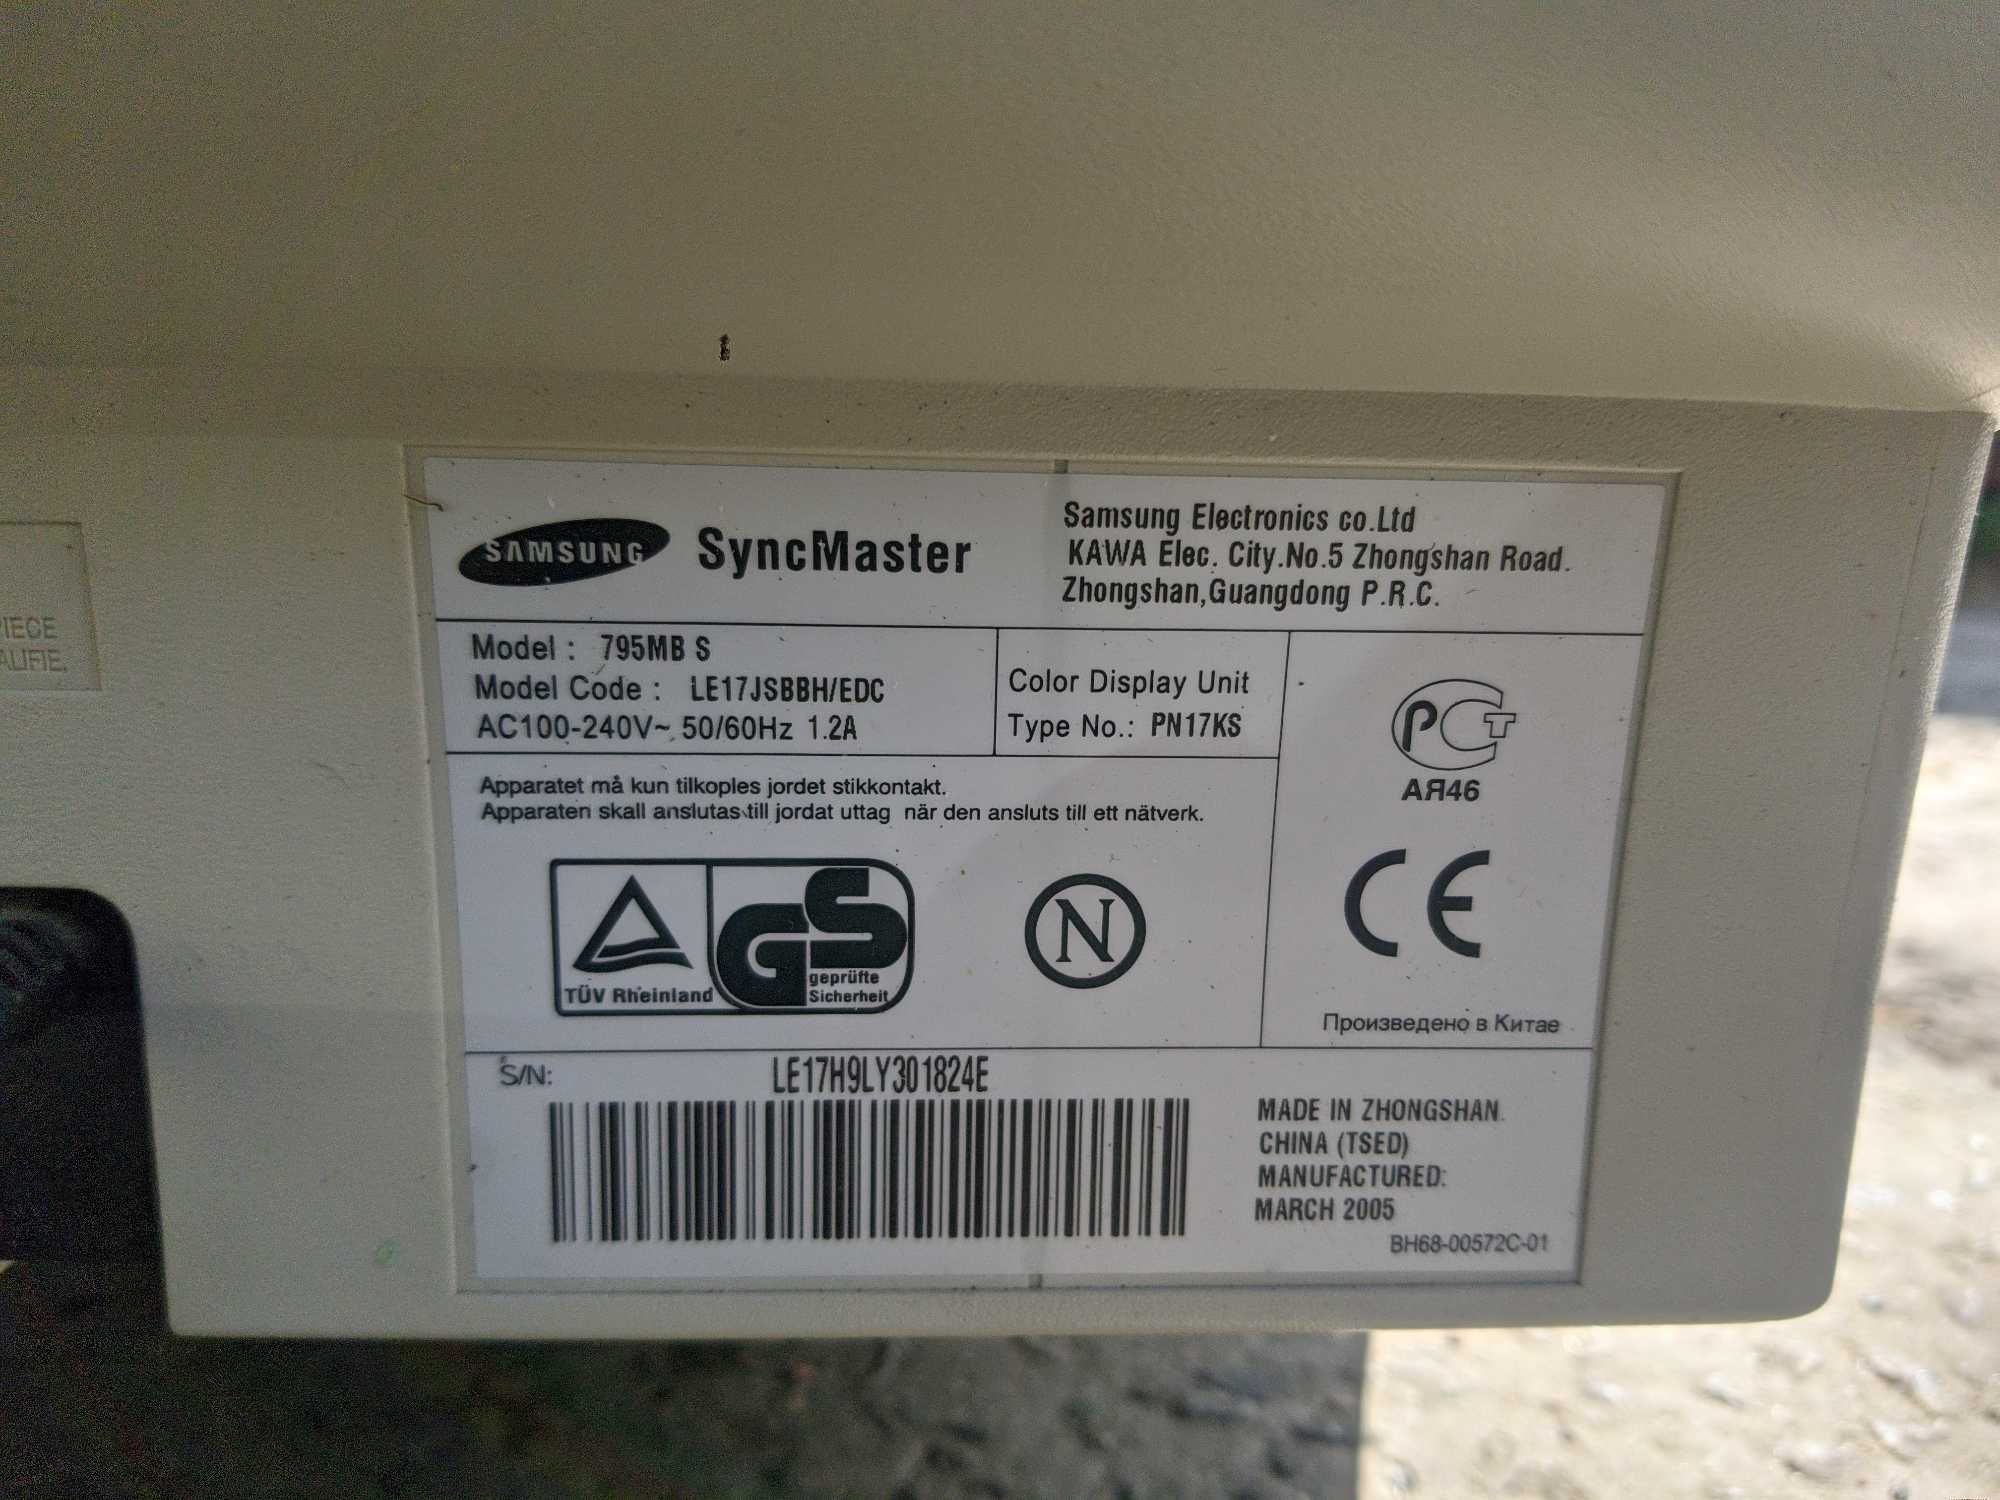 PIECE
ALIFIE.
SAMSUNG SyncMaster
Samsung Electronics co.Ltd
KAWA Elec. City.No.5 Zhongshan Road.
Zhongshan,Guangdong P.R.C.
Model : 795MB S
Model Code : LE17JSBBH/EDC
AC100-240V~ 50/60Hz 1.2A
Color Display Unit
Type No.: PN17KS
Apparatet må kun tilkoples jordet stikkontakt.
Apparaten skall anslutas till jordat uttag när den ansluts till ett nätverk.
TÜV Rheinland
GS
geprüfte
Sicherheit
N
РСТ
АЯ46
CE
Произведено в Китае
S/N: LE17H9LY301824E
MADE IN ZHONGSHAN.
CHINA (TSED)
MANUFACTURED:
MARCH 2005
BH68-00572C-01